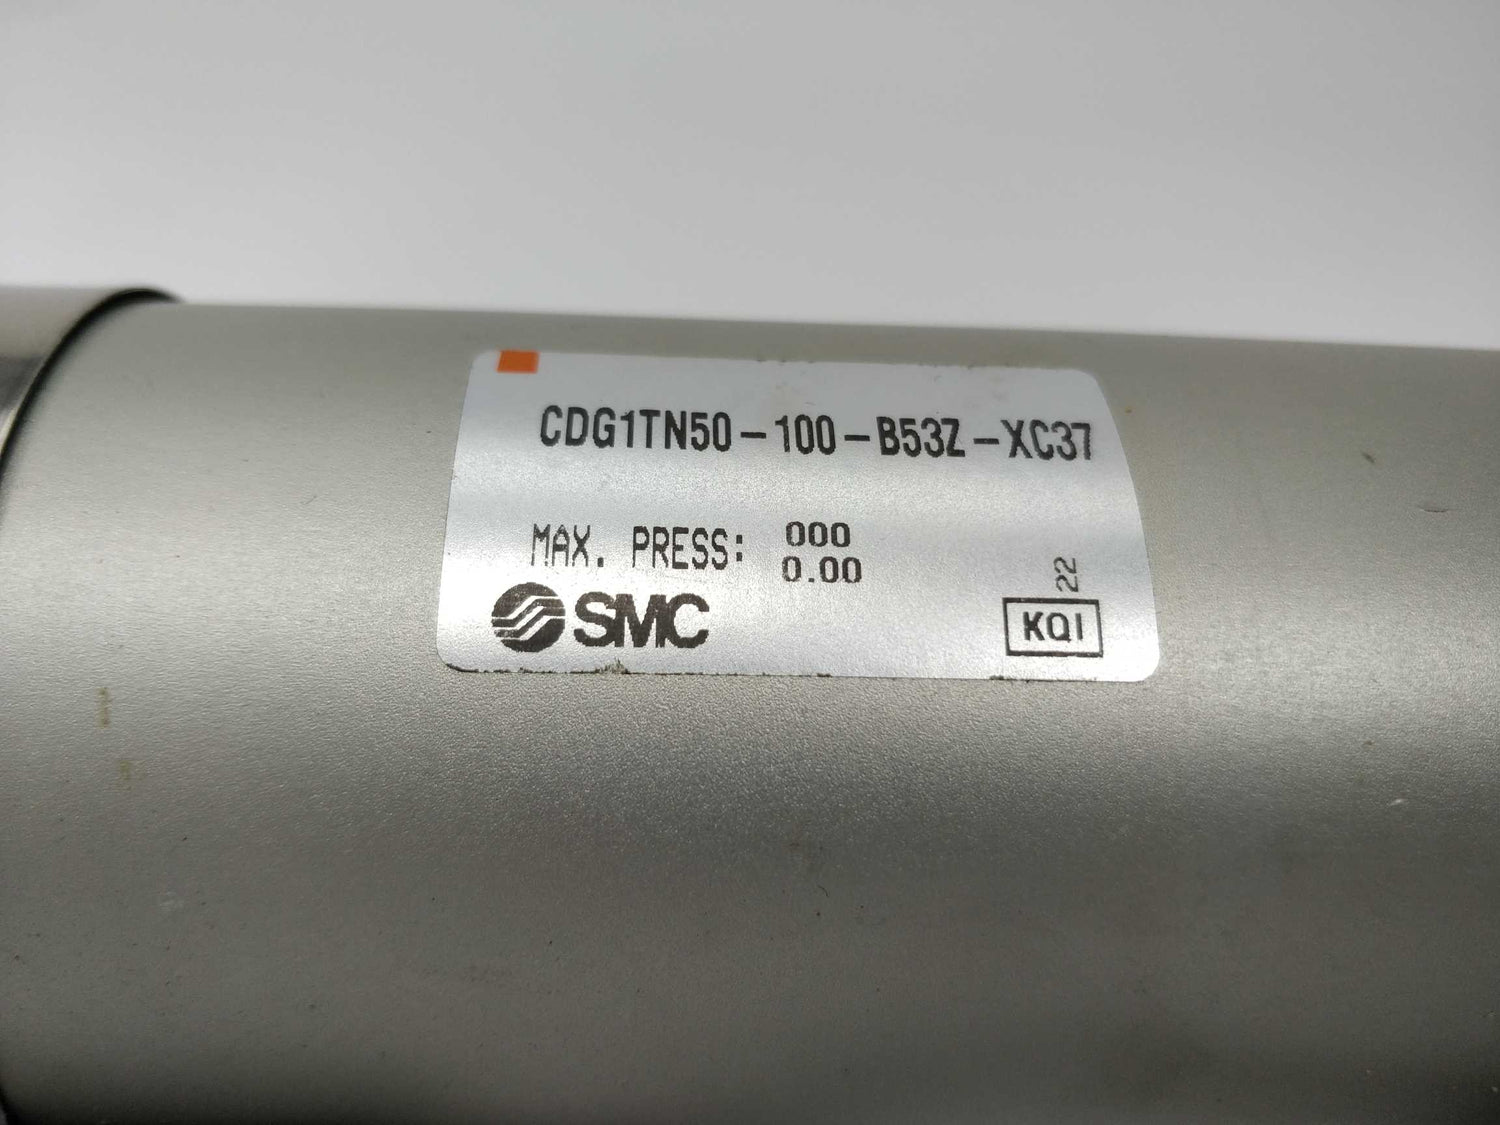 CDG1TN50-100-B53Z-XC37
MAX. PRESS: 000
0.00
SMC
22
KQI